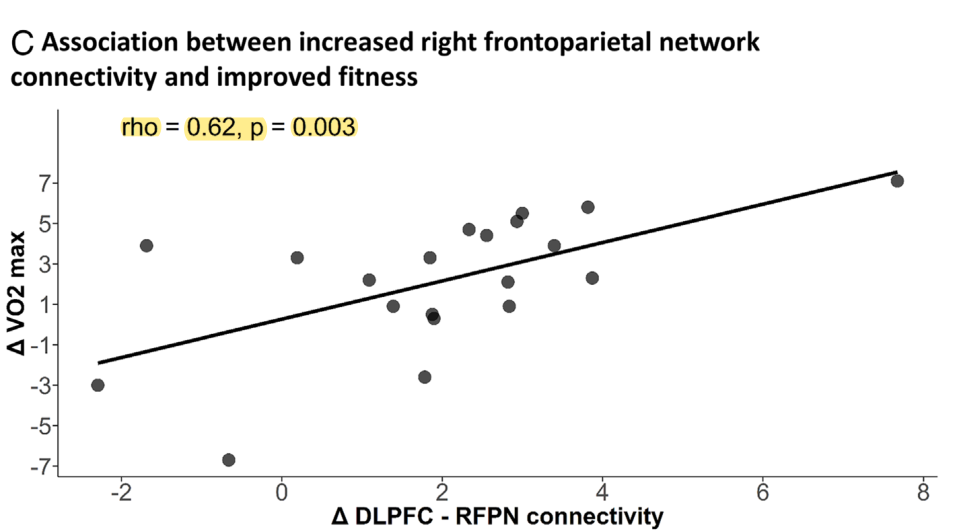 C Association between increased right frontoparietal network
connectivity and improved fitness
rho = 0.62, p = 0.003
7
5
3
1
-1
-3
-5
-7
Δ VO2 max
-2 0 2 4 6 8
Δ DLPFC - RFPN connectivity